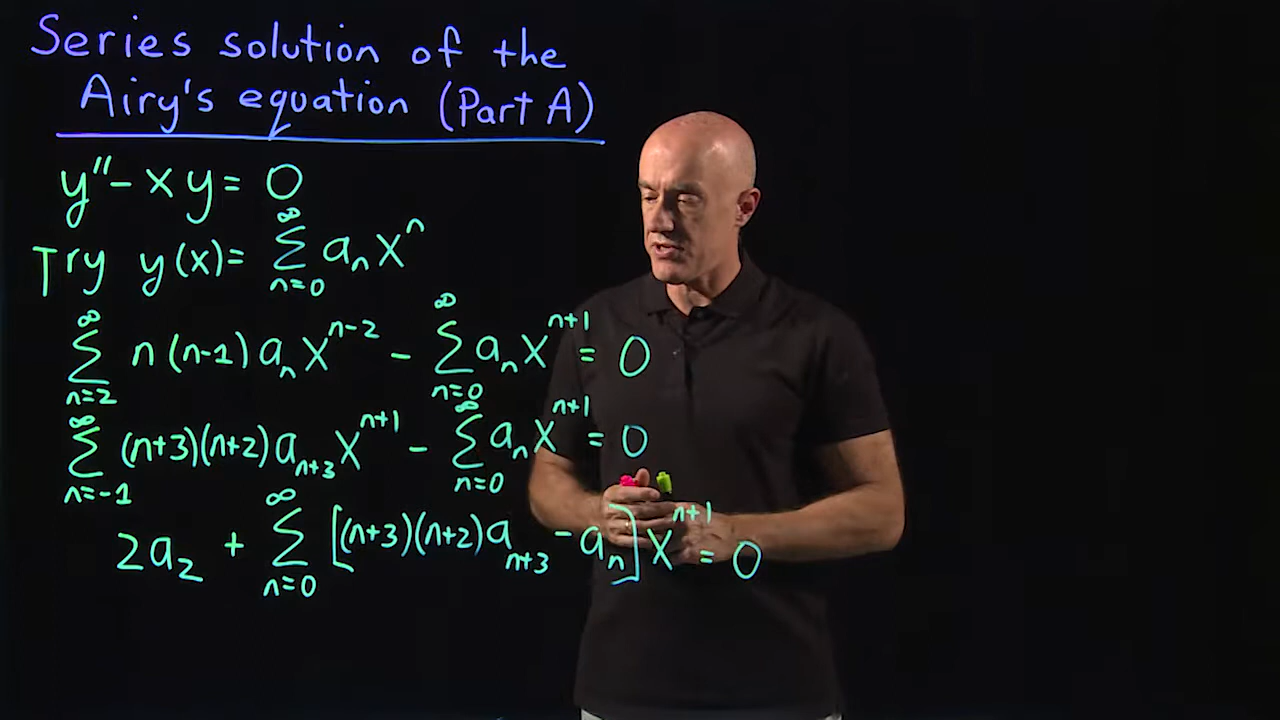 Series solution of the
Airy's equation (Part A)
y'' - xy = 0
Try y(x) = ∑_{n=0}^{∞} a_n x^n
∑_{n=2}^{∞} n(n-1)a_n x^{n-2} - ∑_{n=0}^{∞} a_n x^{n+1} = 0
∑_{n=-1}^{∞} (n+3)(n+2)a_{n+3} x^{n+1} - ∑_{n=0}^{∞} a_n x^{n+1} = 0
2a_2 + ∑_{n=0}^{∞} [(n+3)(n+2)a_{n+3} - a_n] x^{n+1} = 0